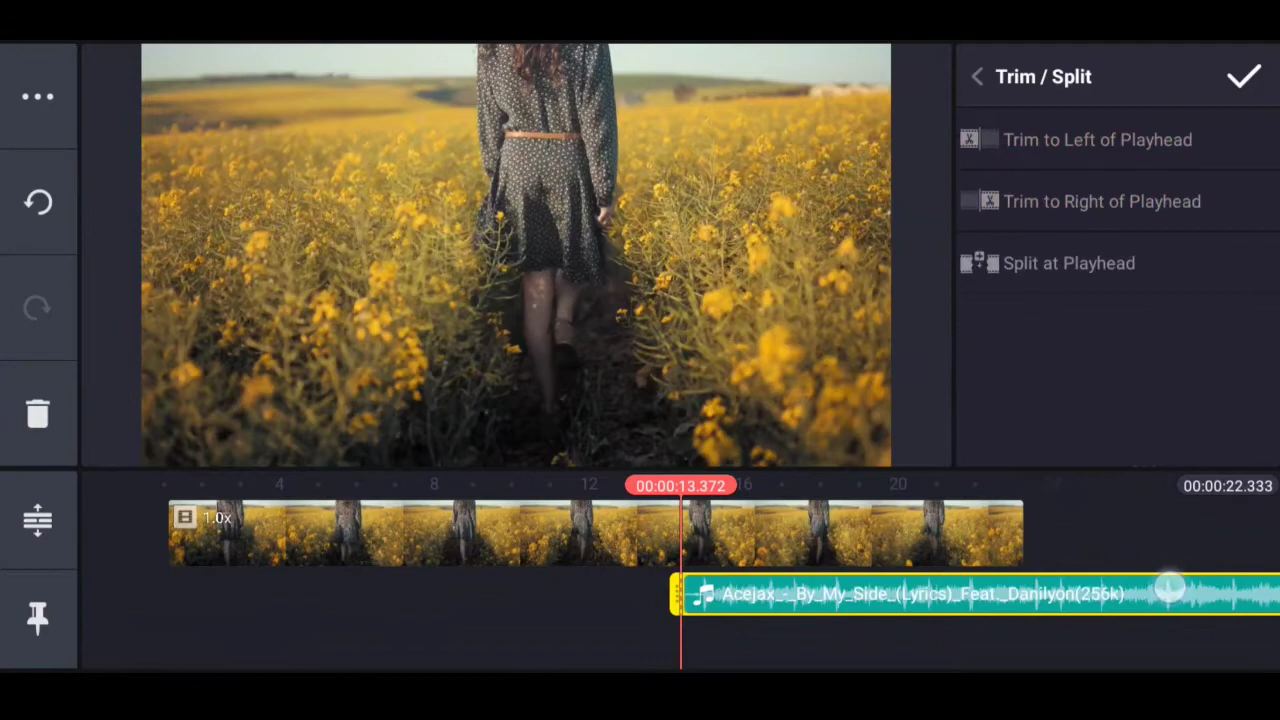 Trim / Split
Trim to Left of Playhead
Trim to Right of Playhead
Split at Playhead
4
8
12
00:00:13.372
16
20
00:00:22.333
1.0x
Acejax_-_By_My_Side_(Lyrics)_Feat._Danilyon(256k)